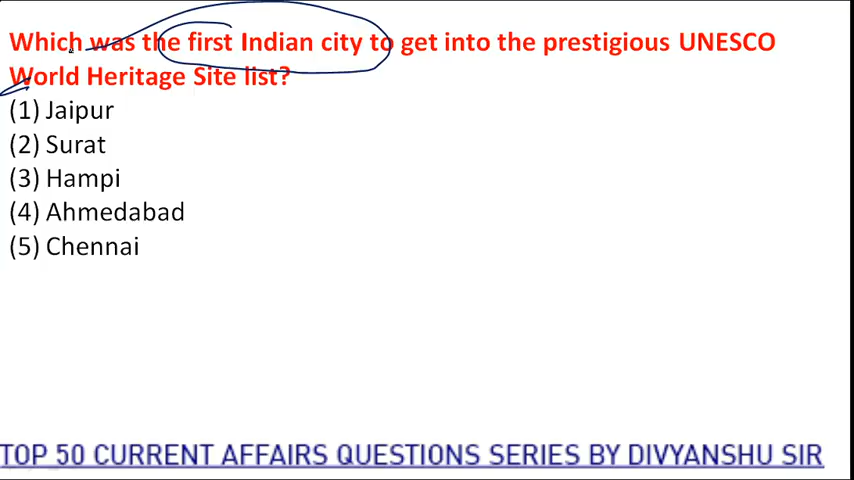 Which was the first Indian city to get into the prestigious UNESCO
World Heritage Site list?
(1) Jaipur
(2) Surat
(3) Hampi
(4) Ahmedabad
(5) Chennai
TOP 50 CURRENT AFFAIRS QUESTIONS SERIES BY DIVYANSHU SIR